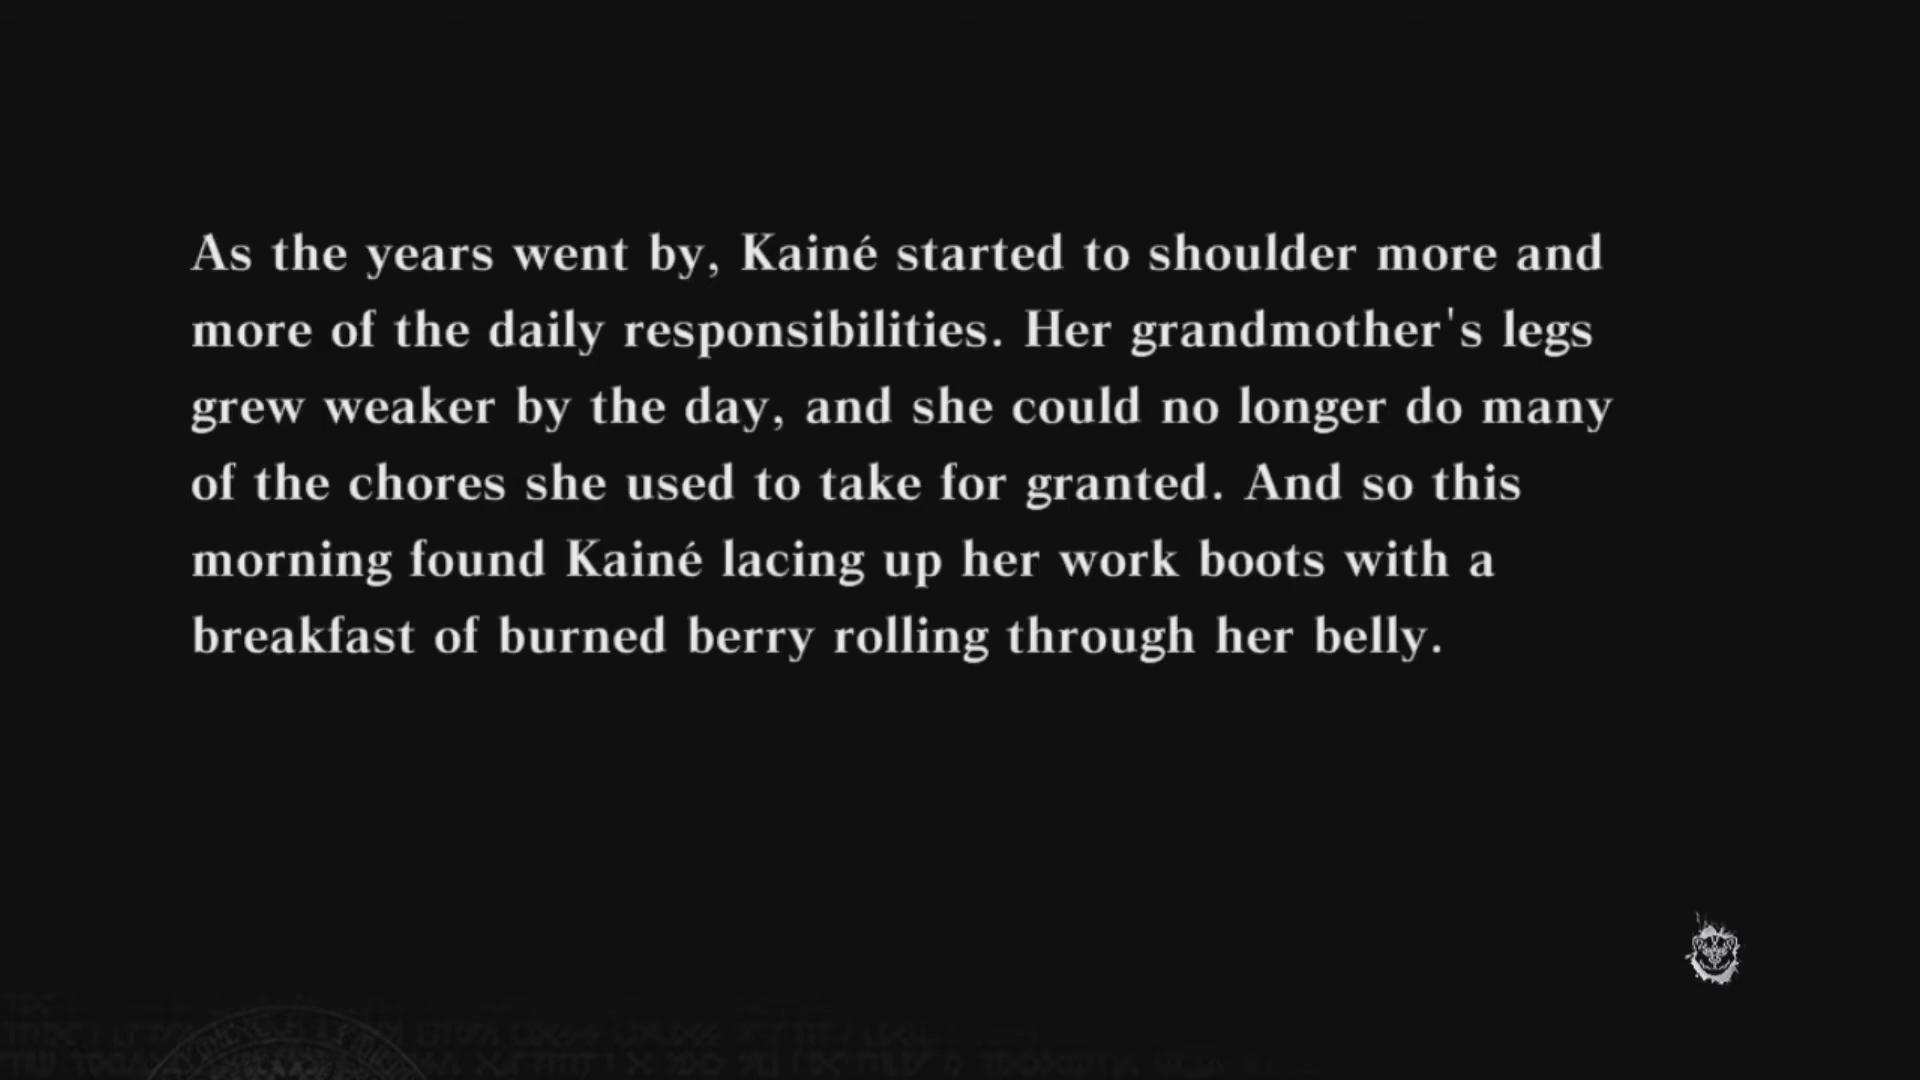 As the years went by, Kainé started to shoulder more and
more of the daily responsibilities. Her grandmother's legs
grew weaker by the day, and she could no longer do many
of the chores she used to take for granted. And so this
morning found Kainé lacing up her work boots with a
breakfast of burned berry rolling through her belly.